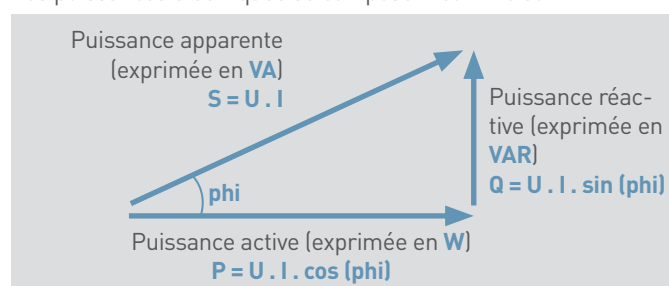 Puissance apparente
(exprimée en VA)
S = U . I
Puissance réac-
tive (exprimée en
VAR)
Q = U . I . sin (phi)
phi
Puissance active (exprimée en W)
P = U . I . cos (phi)